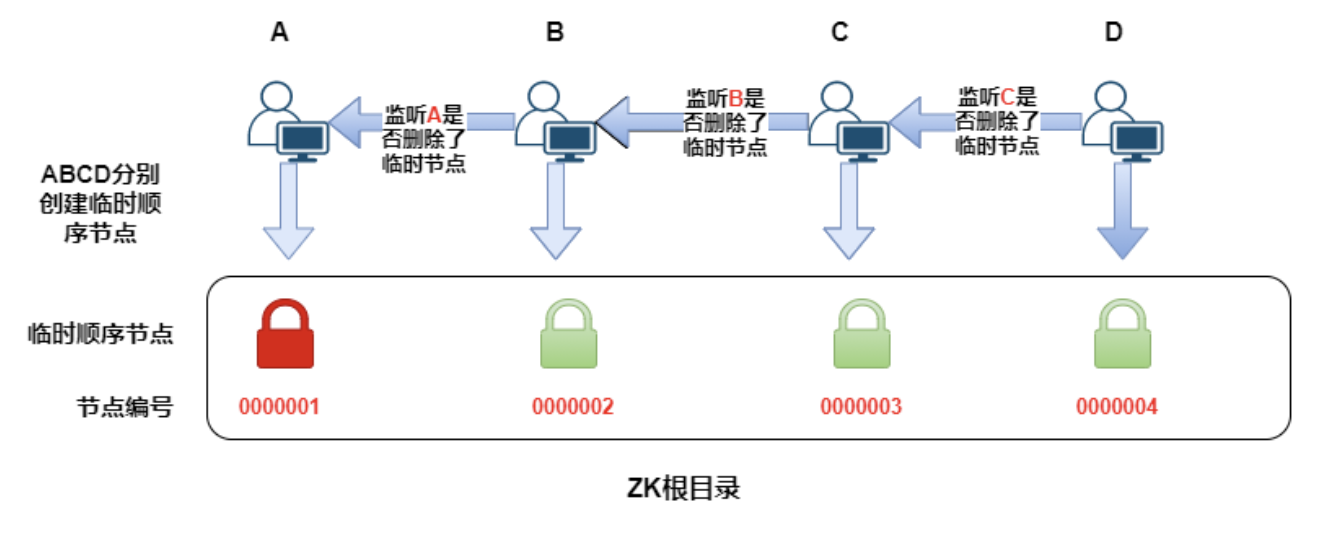 A
B
C
D
监听A是
否删除了
临时节点
监听B是
否删除了
临时节点
监听C是
否删除了
临时节点
ABCD分别
创建临时顺
序节点
临时顺序节点
节点编号
0000001
0000002
0000003
0000004
ZK根目录